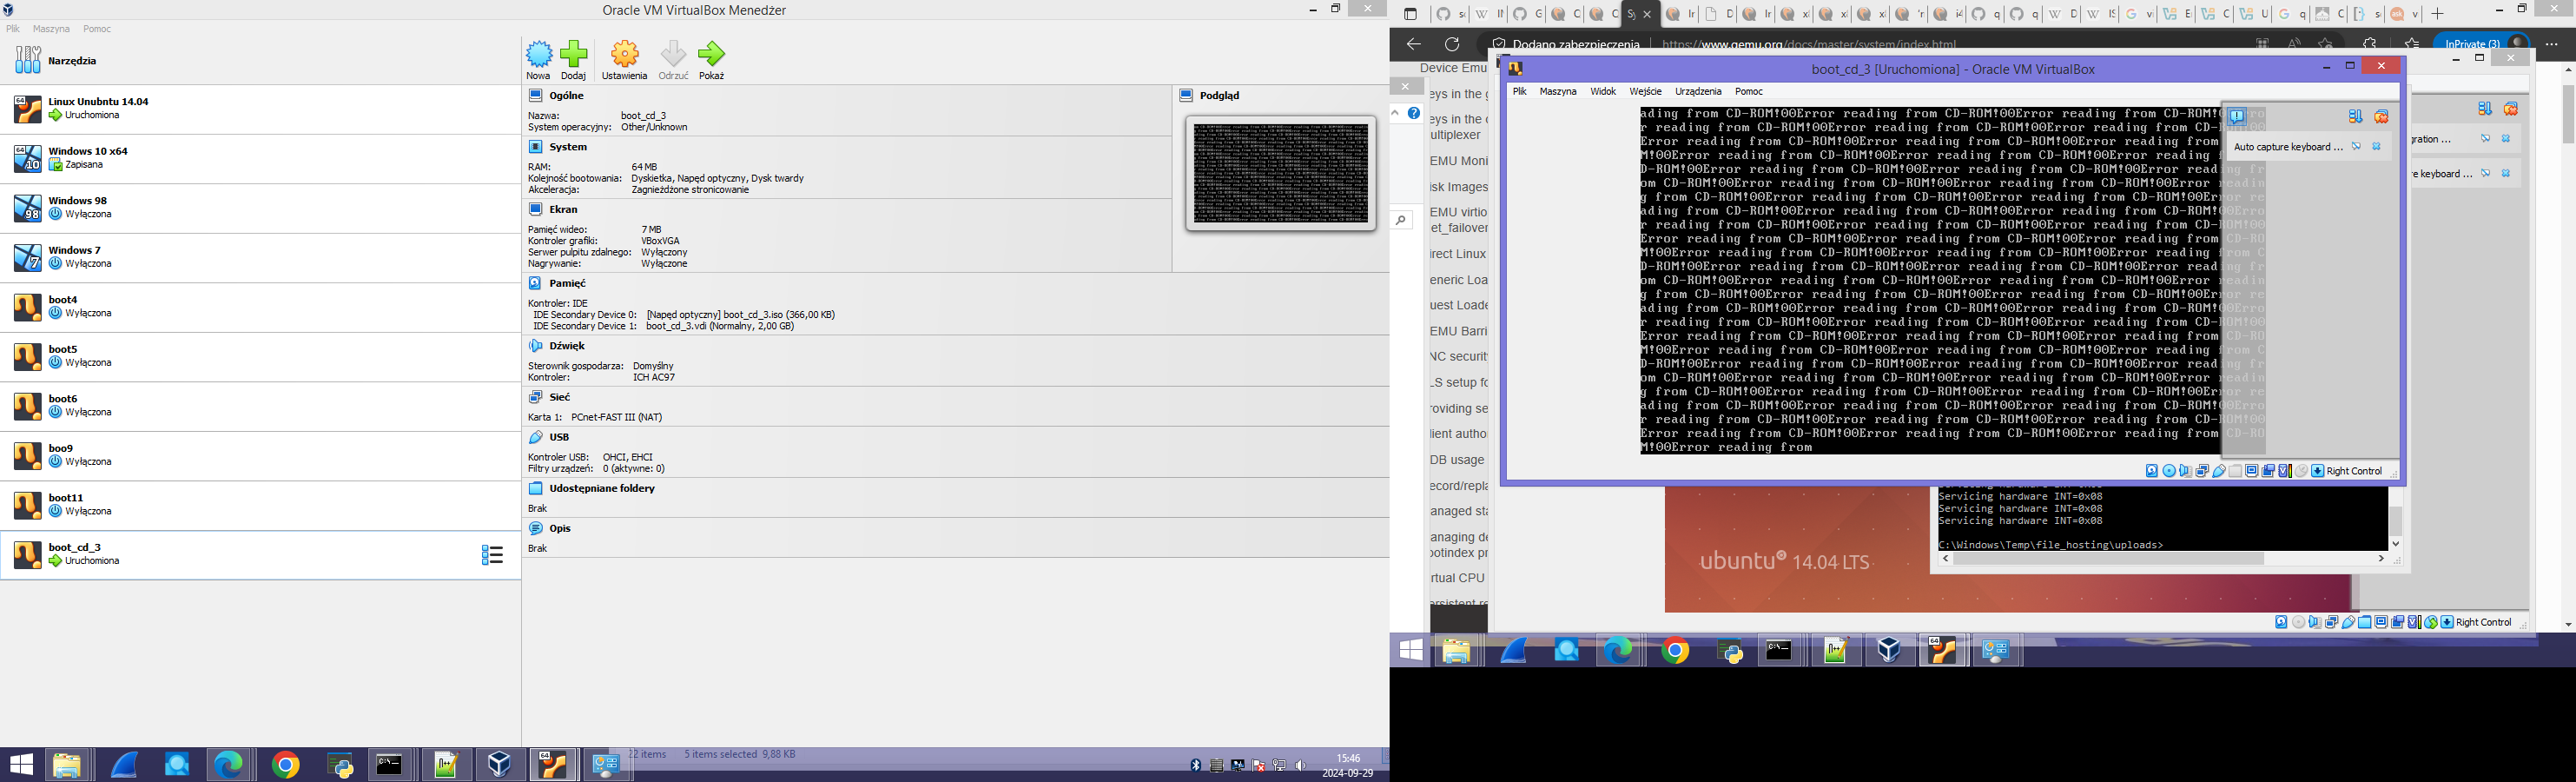 Oracle VM VirtualBox Menedżer
Plik Maszyna Pomoc
Narzędzia
Linux Unubntu 14.04
Uruchomiona
Windows 10 x64
Zapisana
Windows 98
Wyłączona
Windows 7
Wyłączona
boot4
Wyłączona
boot5
Wyłączona
boot6
Wyłączona
boo9
Wyłączona
boot11
Wyłączona
boot_cd_3
Uruchomiona
Nowa Dodaj Ustawienia Odrzuć Pokaż
Ogólne
Nazwa: boot_cd_3
System operacyjny: Other/Unknown
System
RAM: 64 MB
Kolejność bootowania: Dyskietka, Napęd optyczny, Dysk twardy
Akceleracja: Zagnieżdżone stronicowanie
Ekran
Pamięć wideo: 7 MB
Kontroler grafiki: VBoxVGA
Serwer pulpitu zdalnego: Wyłączony
Nagrywanie: Wyłączone
Pamięć
Kontroler: IDE
IDE Secondary Device 0: [Napęd optyczny] boot_cd_3.iso (366,00 KB)
IDE Secondary Device 1: boot_cd_3.vdi (Normalny, 2,00 GB)
Dźwięk
Sterownik gospodarza: Domyślny
Kontroler: ICH AC97
Sieć
Karta 1: PCnet-FAST III (NAT)
USB
Kontroler USB: OHCI, EHCI
Filtry urządzeń: 0 (aktywne: 0)
Udostępniane foldery
Brak
Opis
Brak
Podgląd
22 items 5 items selected 9,88 KB
15:46
2024-09-29
Dodano zabezpieczenia https://www.qemu.org/docs/master/system/index.html
InPrivate (3)
Device Emu
boot_cd_3 [Uruchomiona] - Oracle VM VirtualBox
Plik Maszyna Widok Wejście Urządzenia Pomoc
ading from CD-ROM!00Error reading from CD-ROM!00Error reading from CD-ROM!
r reading from CD-ROM!00Error reading from CD-ROM!00Error reading from CD-
Error reading from CD-ROM!00Error reading from CD-ROM!00Error reading from
M!00Error reading from CD-ROM!00Error reading from CD-ROM!00Error reading
D-ROM!00Error reading from CD-ROM!00Error reading from CD-ROM!00Error read
om CD-ROM!00Error reading from CD-ROM!00Error reading from CD-ROM!00Error
g from CD-ROM!00Error reading from CD-ROM!00Error reading from CD-ROM!00Er
ading from CD-ROM!00Error reading from CD-ROM!00Error reading from CD-ROM!
r reading from CD-ROM!00Error reading from CD-ROM!00Error reading from CD-
Error reading from CD-ROM!00Error reading from CD-ROM!00Error reading from
M!00Error reading from CD-ROM!00Error reading from CD-ROM!00Error reading
D-ROM!00Error reading from CD-ROM!00Error reading from CD-ROM!00Error read
om CD-ROM!00Error reading from CD-ROM!00Error reading from CD-ROM!00Error
g from CD-ROM!00Error reading from CD-ROM!00Error reading from CD-ROM!00Er
ading from CD-ROM!00Error reading from CD-ROM!00Error reading from CD-ROM!
r reading from CD-ROM!00Error reading from CD-ROM!00Error reading from CD-
Error reading from CD-ROM!00Error reading from CD-ROM!00Error reading from
M!00Error reading from CD-ROM!00Error reading from CD-ROM!00Error reading
D-ROM!00Error reading from CD-ROM!00Error reading from CD-ROM!00Error read
om CD-ROM!00Error reading from CD-ROM!00Error reading from CD-ROM!00Error
g from CD-ROM!00Error reading from CD-ROM!00Error reading from CD-ROM!00Er
ading from CD-ROM!00Error reading from CD-ROM!00Error reading from CD-ROM!
r reading from CD-ROM!00Error reading from CD-ROM!00Error reading from CD-
Error reading from CD-ROM!00Error reading from CD-ROM!00Error reading from
M!00Error reading from
Auto capture keyboard ...
gration ...
e keyboard ...
Right Control
eys in the g
eys in the c
ultiplexer
EMU Moni
isk Images
EMU virtio
et_failover
irect Linux
eneric Loa
uest Loade
EMU Barri
NC security
LS setup fo
roviding se
lient author
DB usage
ecord/repla
anaged sta
anaging de
ootindex pr
irtual CPU
Servicing hardware INT=0x08
Servicing hardware INT=0x08
Servicing hardware INT=0x08
C:\Windows\Temp\file_hosting\uploads>
ubuntu 14.04 LTS
Right Control